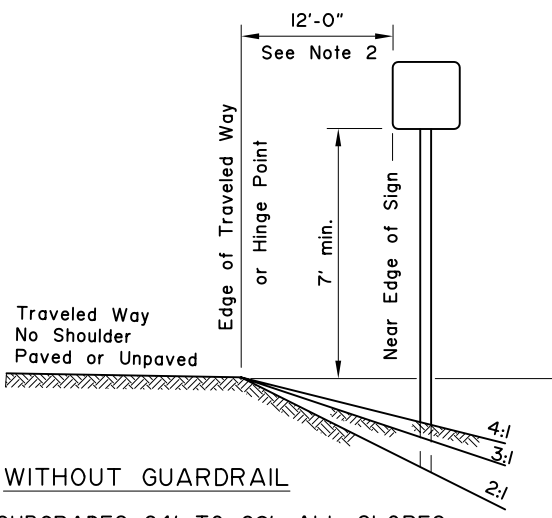 12'-0"
See Note 2
Edge of Traveled Way
or Hinge Point
7' min.
Near Edge of Sign
Traveled Way
No Shoulder
Paved or Unpaved
4:1
3:1
2:1
WITHOUT GUARDRAIL